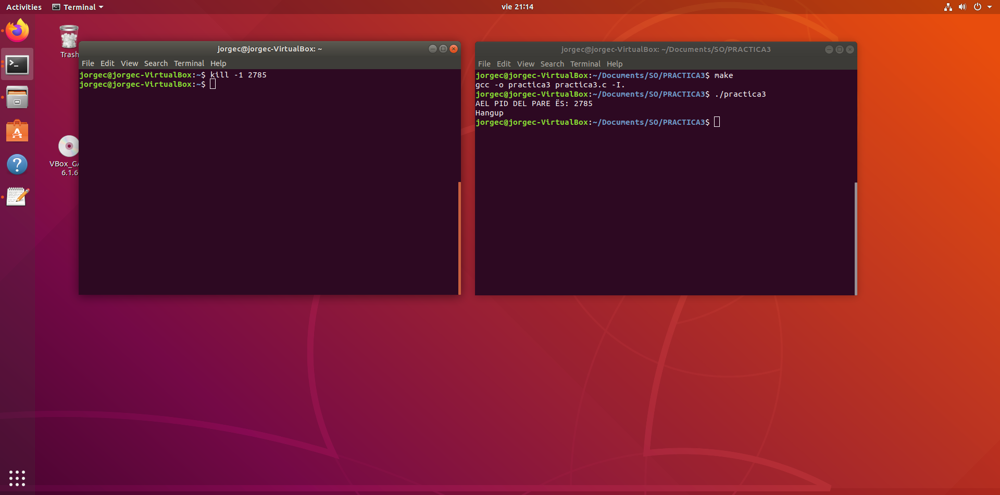 Activities Terminal vie 21:14
Trash
VBox_GA
6.1.6
jorgec@jorgec-VirtualBox: ~
File Edit View Search Terminal Help
jorgec@jorgec-VirtualBox:~$ kill -1 2785
jorgec@jorgec-VirtualBox:~$
jorgec@jorgec-VirtualBox: ~/Documents/SO/PRACTICA3
File Edit View Search Terminal Help
jorgec@jorgec-VirtualBox:~/Documents/SO/PRACTICA3$ make
gcc -o practica3 practica3.c -I.
jorgec@jorgec-VirtualBox:~/Documents/SO/PRACTICA3$ ./practica3
AEL PID DEL PARE ËS: 2785
Hangup
jorgec@jorgec-VirtualBox:~/Documents/SO/PRACTICA3$